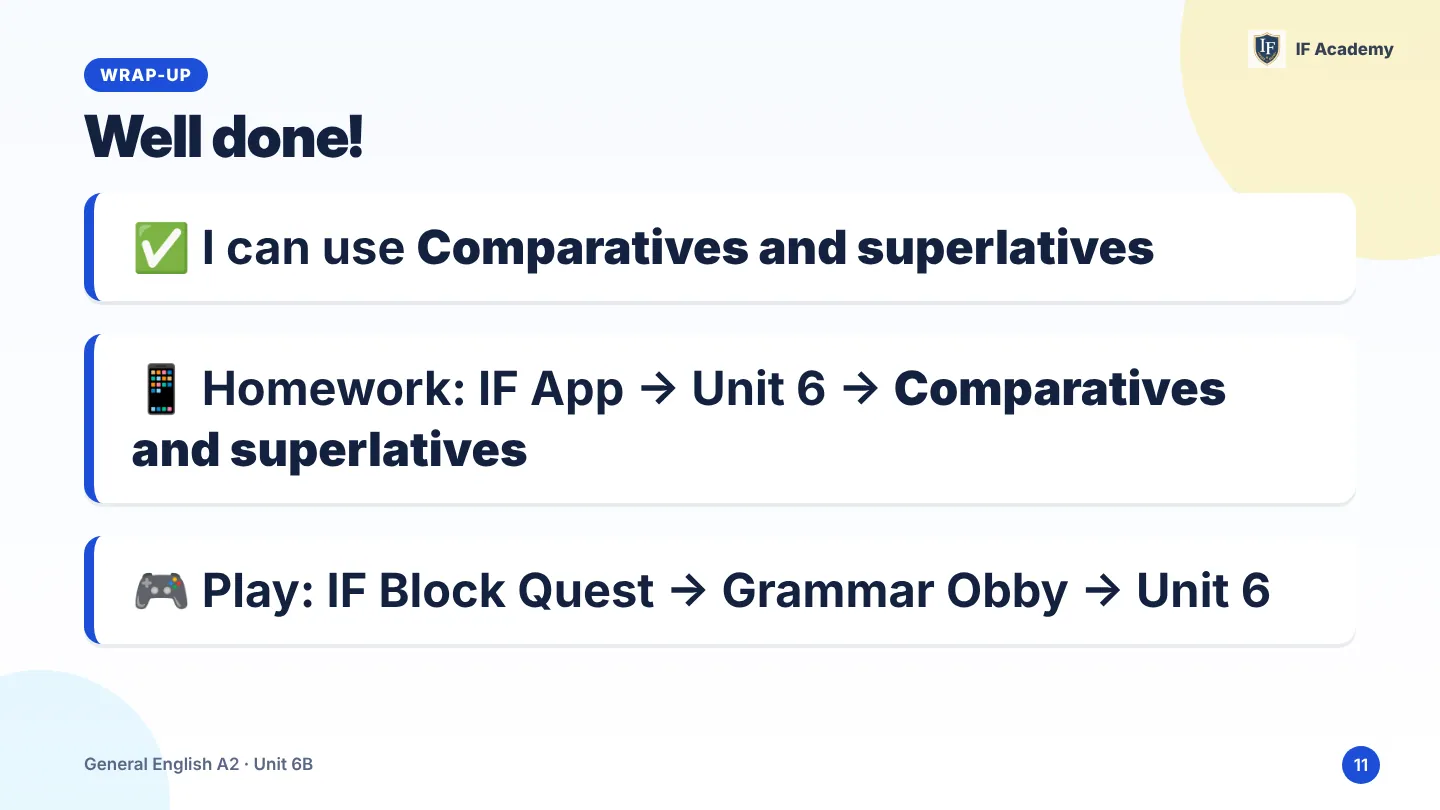 IF IF Academy
WRAP-UP
Well done!
✅ I can use Comparatives and superlatives
📱 Homework: IF App → Unit 6 → Comparatives
and superlatives
🎮 Play: IF Block Quest → Grammar Obby → Unit 6
General English A2 · Unit 6B
11